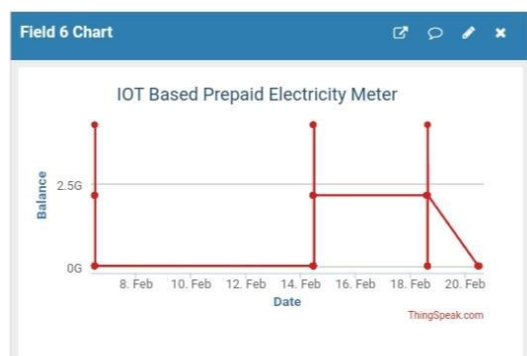 Field 6 Chart
IOT Based Prepaid Electricity Meter
Balance
2.5G
0G
8. Feb 10. Feb 12. Feb 14. Feb 16. Feb 18. Feb 20. Feb
Date
ThingSpeak.com